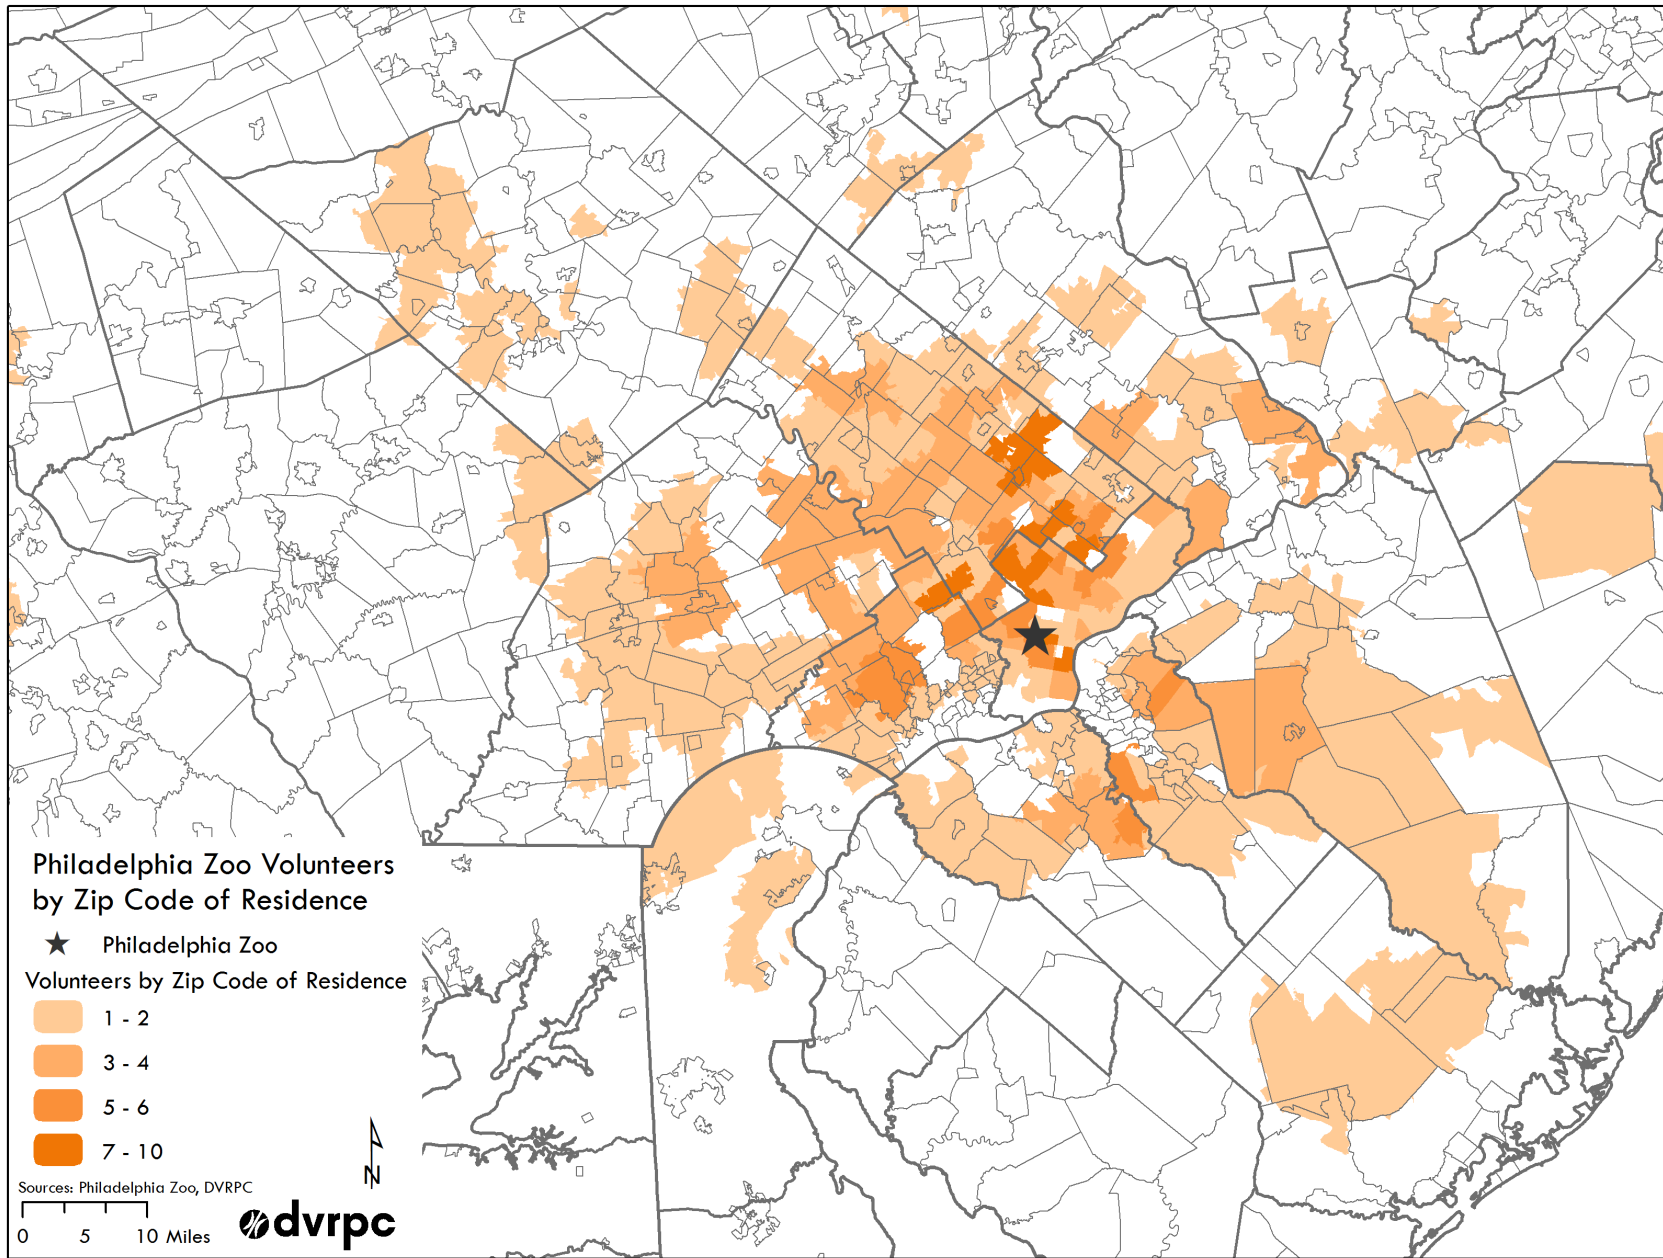 Philadelphia Zoo Volunteers
by Zip Code of Residence
Philadelphia Zoo
Volunteers by Zip Code of Residence
1 - 2
3 - 4
5 - 6
7 - 10
N
Sources: Philadelphia Zoo, DVRPC
0 5 10 Miles
dvrpc